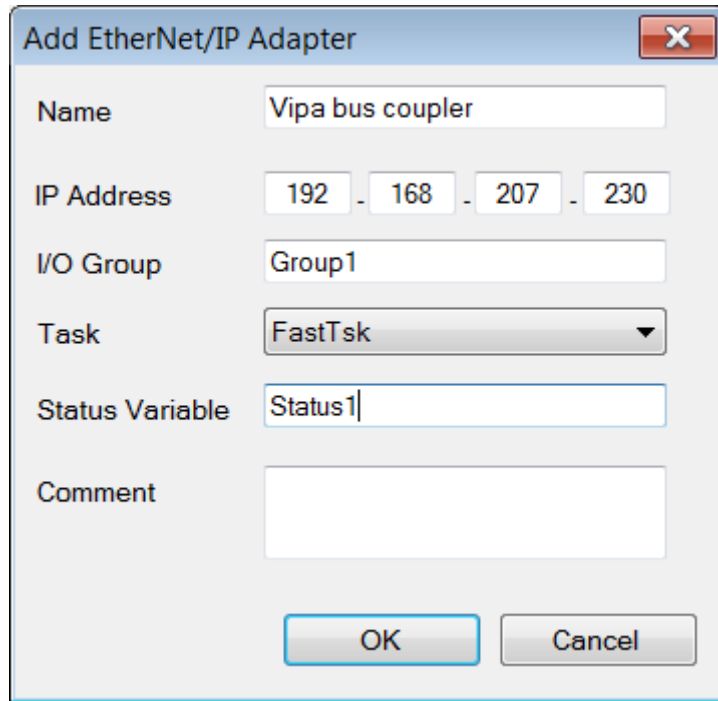 Add EtherNet/IP Adapter
Name Vipa bus coupler
IP Address 192 . 168 . 207 . 230
I/O Group Group1
Task FastTsk
Status Variable Status1
Comment
OK Cancel